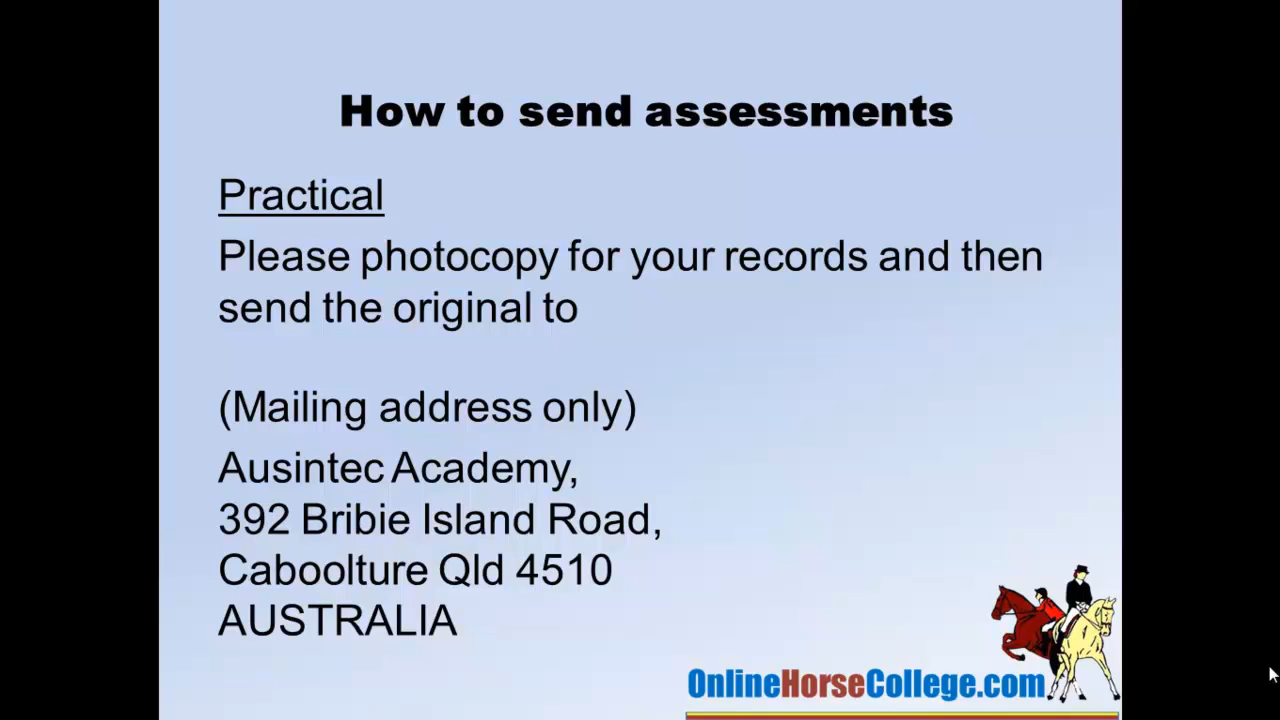 How to send assessments
Practical
Please photocopy for your records and then
send the original to
(Mailing address only)
Ausintec Academy,
392 Bribie Island Road,
Caboolture Qld 4510
AUSTRALIA
OnlineHorseCollege.com